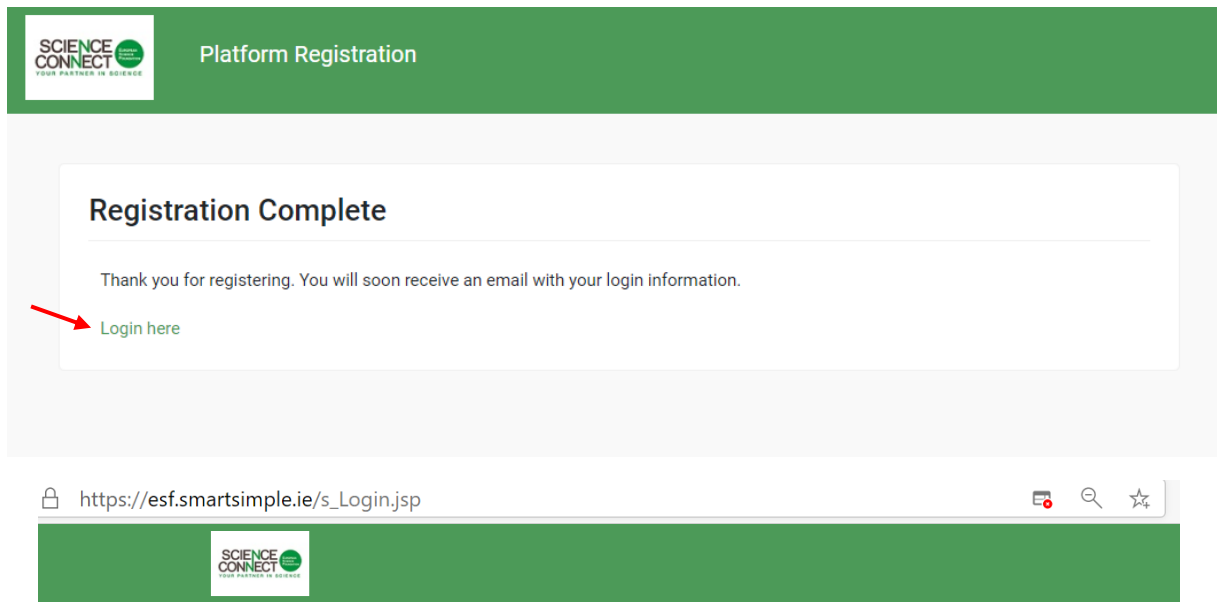 SCIENCE
CONNECT
YOUR PARTNER IN SCIENCE
Platform Registration
Registration Complete
Thank you for registering. You will soon receive an email with your login information.
Login here
https://esf.smartsimple.ie/s_Login.jsp
SCIENCE
CONNECT
YOUR PARTNER IN SCIENCE